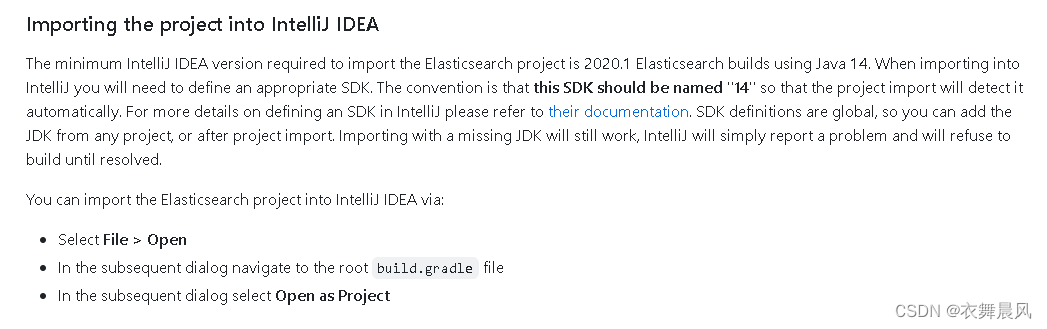 Importing the project into IntelliJ IDEA
The minimum IntelliJ IDEA version required to import the Elasticsearch project is 2020.1 Elasticsearch builds using Java 14. When importing into
IntelliJ you will need to define an appropriate SDK. The convention is that this SDK should be named "14" so that the project import will detect it
automatically. For more details on defining an SDK in IntelliJ please refer to their documentation. SDK definitions are global, so you can add the
JDK from any project, or after project import. Importing with a missing JDK will still work, IntelliJ will simply report a problem and will refuse to
build until resolved.
You can import the Elasticsearch project into IntelliJ IDEA via:
• Select File > Open
• In the subsequent dialog navigate to the root build.gradle file
• In the subsequent dialog select Open as Project
CSDN @衣舞晨风